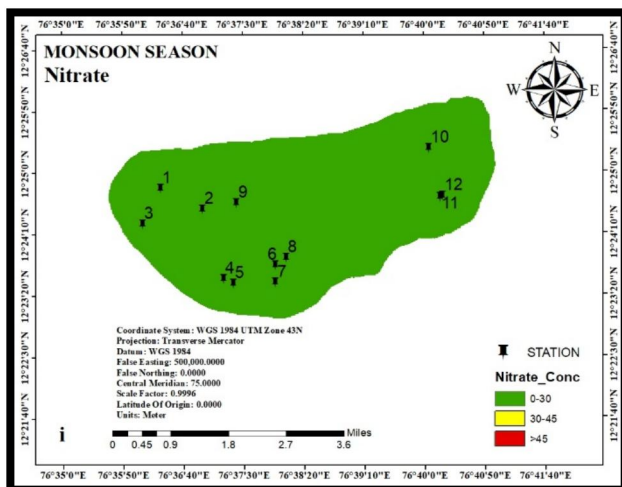 76°35'0"E 76°35'50"E 76°36'40"E 76°37'30"E 76°38'20"E 76°39'10"E 76°40'0"E 76°40'50"E 76°41'40"E
MONSOON SEASON
Nitrate
N
W E
S
12°26'40"N 12°26'40"N
12°25'50"N 12°25'50"N
12°25'0"N 12°25'0"N
12°24'10"N 12°24'10"N
12°23'20"N 12°23'20"N
12°22'30"N 12°22'30"N
12°21'40"N 12°21'40"N
10
1
12
2 9
11
3
8
6
4 5 7
Coordinate System: WGS 1984 UTM Zone 43N
Projection: Transverse Mercator
Datum: WGS 1984
False Easting: 500,000.0000
False Northing: 0.0000
Central Meridian: 75.0000
Scale Factor: 0.9996
Latitude Of Origin: 0.0000
Units: Meter
STATION
Nitrate_Conc
0-30
30-45
>45
i
Miles
0 0.45 0.9 1.8 2.7 3.6
76°35'0"E 76°35'50"E 76°36'40"E 76°37'30"E 76°38'20"E 76°39'10"E 76°40'0"E 76°40'50"E 76°41'40"E